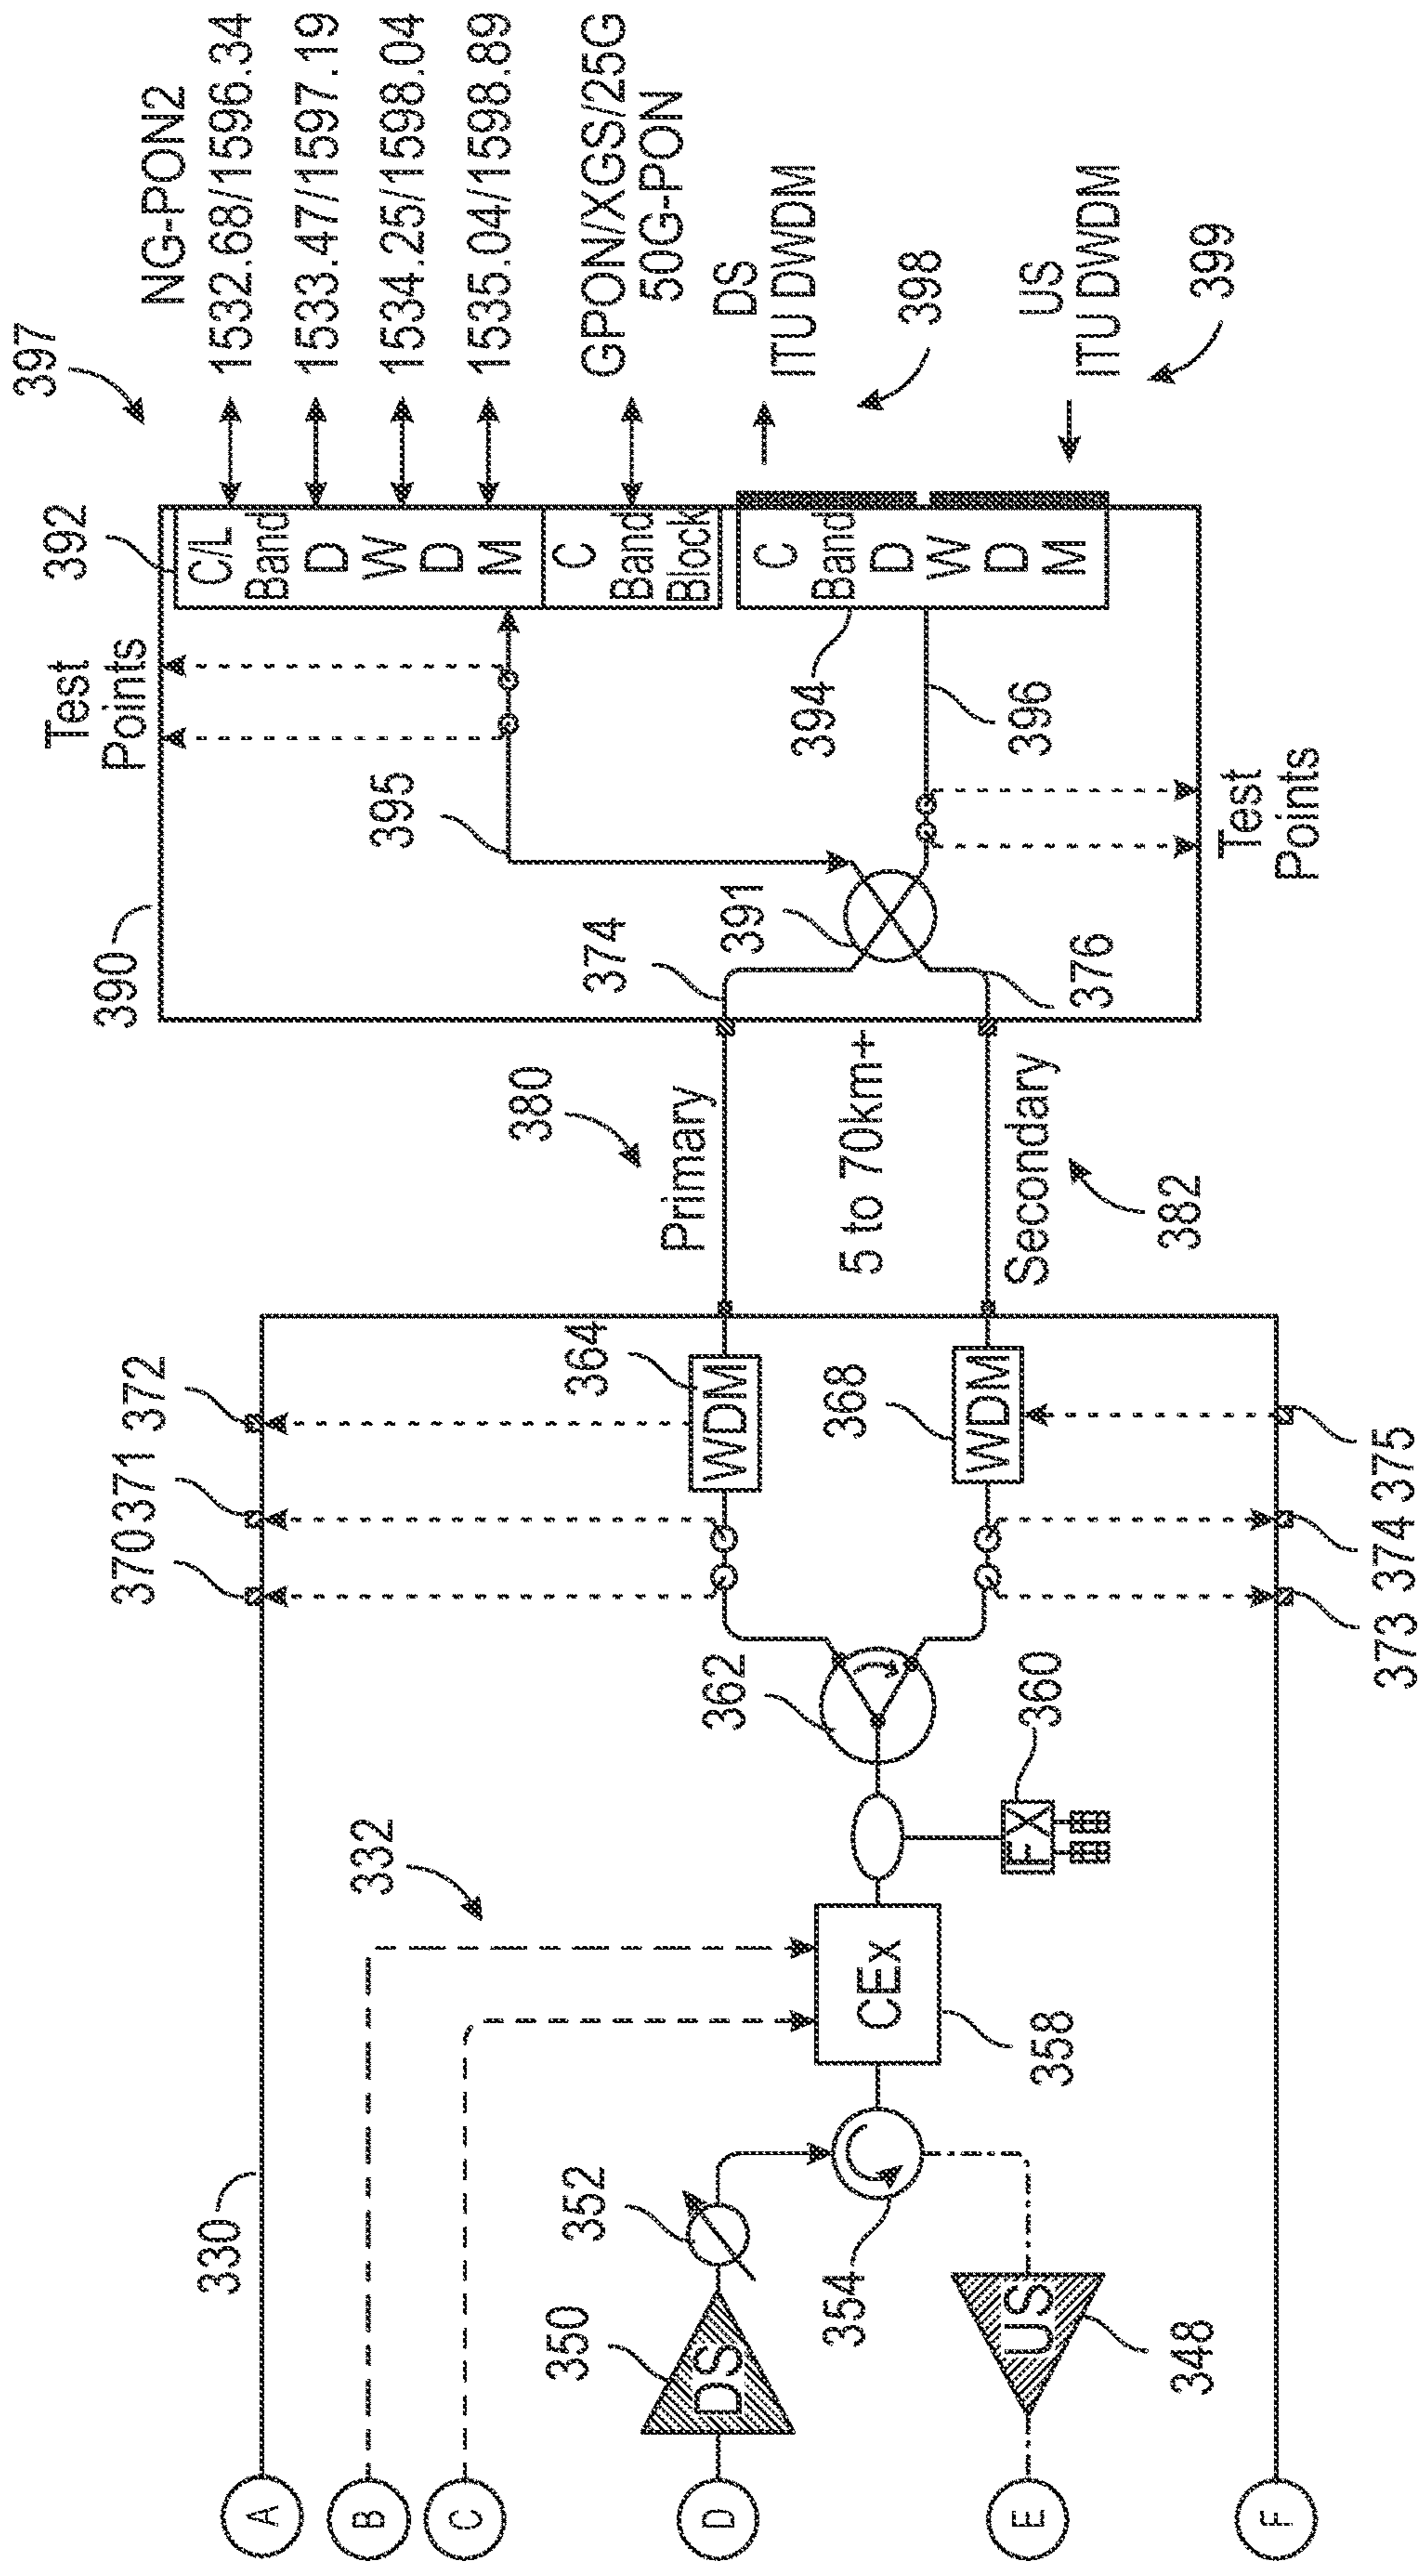 397
NG-PON2
1532.68/1596.34
1533.47/1597.19
1534.25/1598.04
1535.04/1598.89
GPON/XGS/25G
50G-PON
DS
ITU DWDM
398
US
ITU DWDM
399
390
Test
Points
392
C/L
Band
D
W
D
M
C
Band
Block
C
Band
D
W
D
M
394
395
396
374
391
376
Test
Points
380
Primary
5 to 70km+
Secondary
382
330
332
370
371
372
364
WDM
368
WDM
362
373
374
375
360
FX
CEx
358
352
350
DS
354
US
348
A
B
C
D
E
F